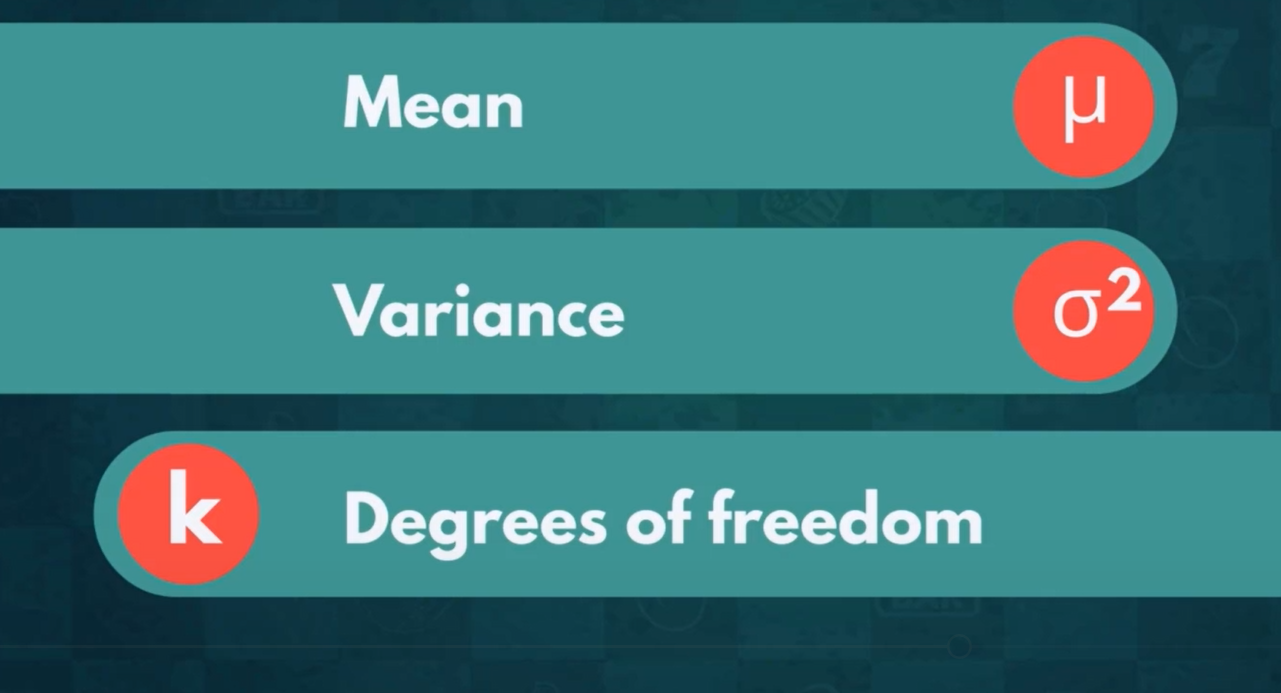 Mean μ
Variance σ²
k Degrees of freedom